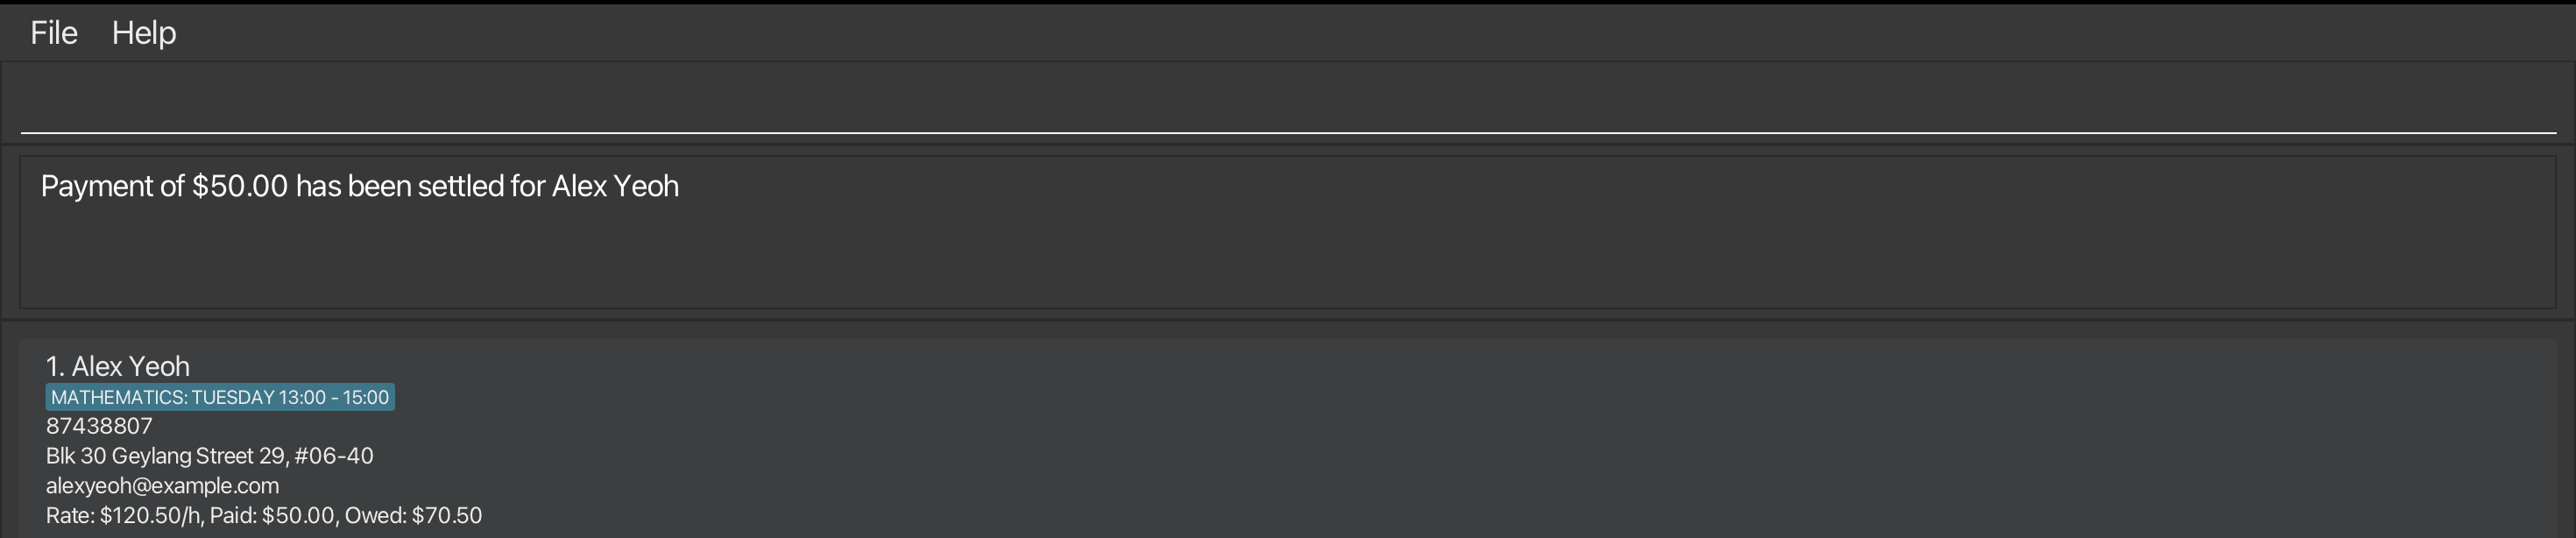 File Help
Payment of $50.00 has been settled for Alex Yeoh
1. Alex Yeoh
MATHEMATICS: TUESDAY 13:00 - 15:00
87438807
Blk 30 Geylang Street 29, #06-40
alexyeoh@example.com
Rate: $120.50/h, Paid: $50.00, Owed: $70.50